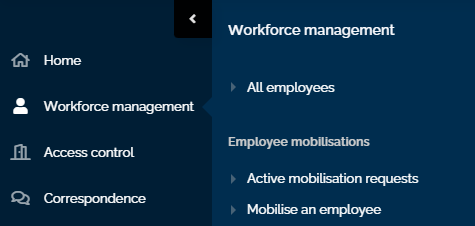 Home
Workforce management
Access control
Correspondence
Workforce management
All employees
Employee mobilisations
Active mobilisation requests
Mobilise an employee